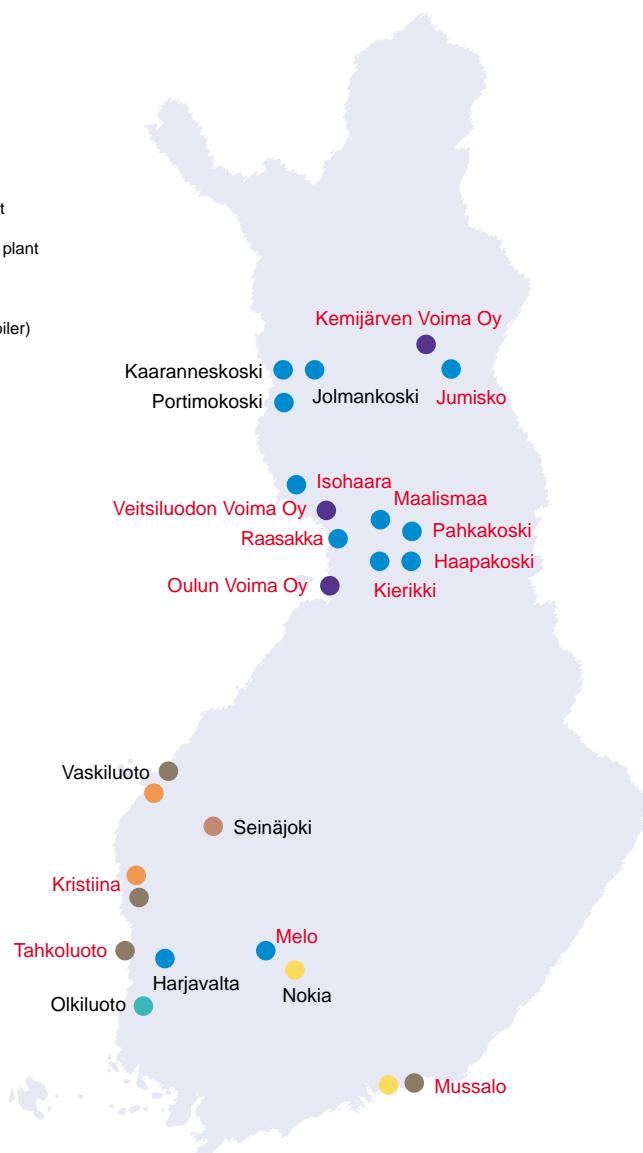 t
plant
iler)
Kemijärven Voima Oy
Kaaranneskoski
Jolmankoski
Jumisko
Portimokoski
Isohaara
Maalismaa
Veitsiluodon Voima Oy
Pahkakoski
Raasakka
Haapakoski
Oulun Voima Oy
Kierikki
Vaskiluoto
Seinäjoki
Kristiina
Melo
Tahkoluoto
Harjavalta
Nokia
Olkiluoto
Mussalo